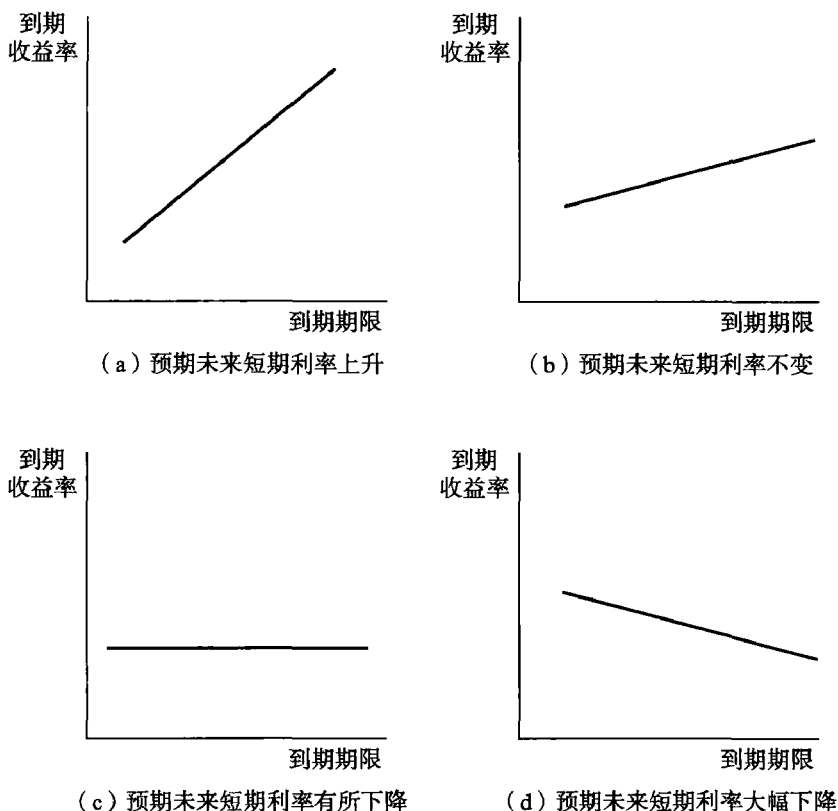 到期
收益率
到期期限
(a)预期未来短期利率上升
到期
收益率
到期期限
(b)预期未来短期利率不变
到期
收益率
到期期限
(c)预期未来短期利率有所下降
到期
收益率
到期期限
(d)预期未来短期利率大幅下降